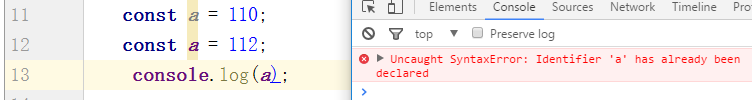 11 const a = 110;
12 const a = 112;
13 console.log(a);
Elements Console Sources Network Timeline
top Preserve log
Uncaught SyntaxError: Identifier 'a' has already been
declared